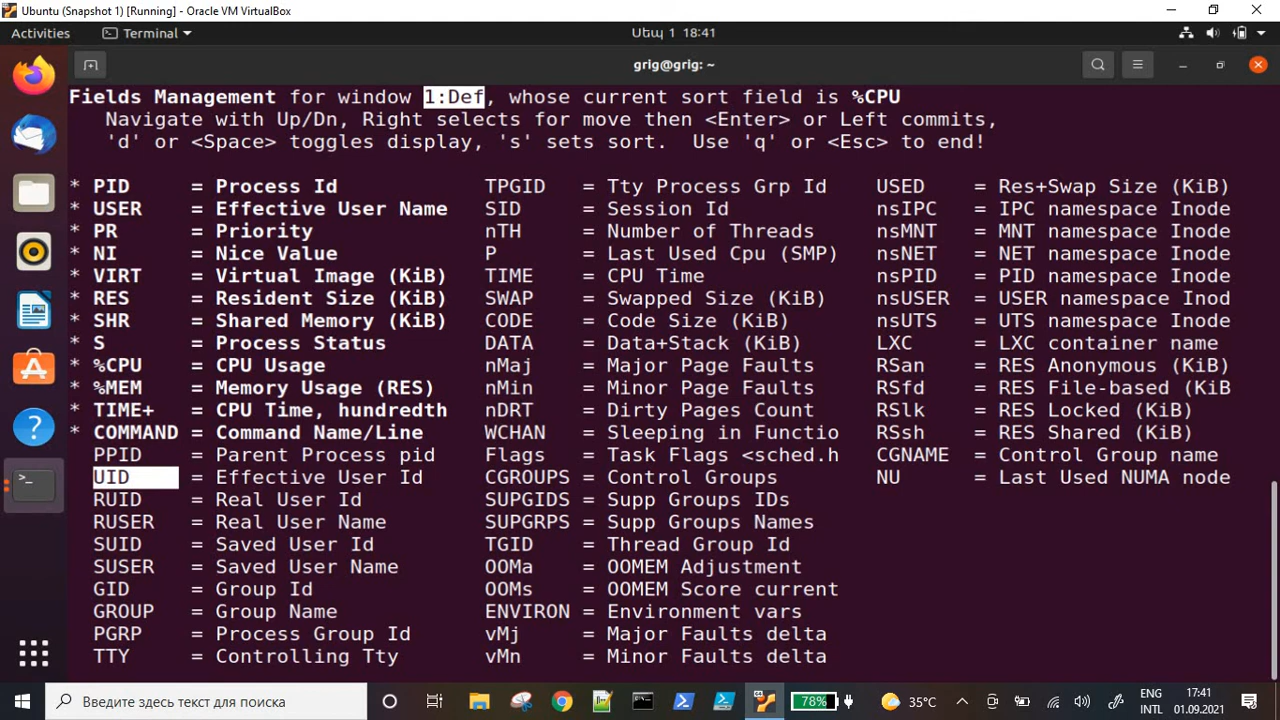 Ubuntu (Snapshot 1) [Running] - Oracle VM VirtualBox
Activities Terminal Սեպ 1 18:41
grig@grig: ~
Fields Management for window 1:Def, whose current sort field is %CPU
Navigate with Up/Dn, Right selects for move then <Enter> or Left commits,
'd' or <Space> toggles display, 's' sets sort. Use 'q' or <Esc> to end!
* PID = Process Id TPGID = Tty Process Grp Id USED = Res+Swap Size (KiB)
* USER = Effective User Name SID = Session Id nsIPC = IPC namespace Inode
* PR = Priority nTH = Number of Threads nsMNT = MNT namespace Inode
* NI = Nice Value P = Last Used Cpu (SMP) nsNET = NET namespace Inode
* VIRT = Virtual Image (KiB) TIME = CPU Time nsPID = PID namespace Inode
* RES = Resident Size (KiB) SWAP = Swapped Size (KiB) nsUSER = USER namespace Inod
* SHR = Shared Memory (KiB) CODE = Code Size (KiB) nsUTS = UTS namespace Inode
* S = Process Status DATA = Data+Stack (KiB) LXC = LXC container name
* %CPU = CPU Usage nMaj = Major Page Faults RSan = RES Anonymous (KiB)
* %MEM = Memory Usage (RES) nMin = Minor Page Faults RSfd = RES File-based (KiB
* TIME+ = CPU Time, hundredth nDRT = Dirty Pages Count RSlk = RES Locked (KiB)
* COMMAND = Command Name/Line WCHAN = Sleeping in Functio RSsh = RES Shared (KiB)
PPID = Parent Process pid Flags = Task Flags <sched.h CGNAME = Control Group name
UID = Effective User Id CGROUPS = Control Groups NU = Last Used NUMA node
RUID = Real User Id SUPGIDS = Supp Groups IDs
RUSER = Real User Name SUPGRPS = Supp Groups Names
SUID = Saved User Id TGID = Thread Group Id
SUSER = Saved User Name OOMa = OOMEM Adjustment
GID = Group Id OOMs = OOMEM Score current
GROUP = Group Name ENVIRON = Environment vars
PGRP = Process Group Id vMj = Major Faults delta
TTY = Controlling Tty vMn = Minor Faults delta
Введите здесь текст для поиска 78% 35°C ENG 17:41
INTL 01.09.2021